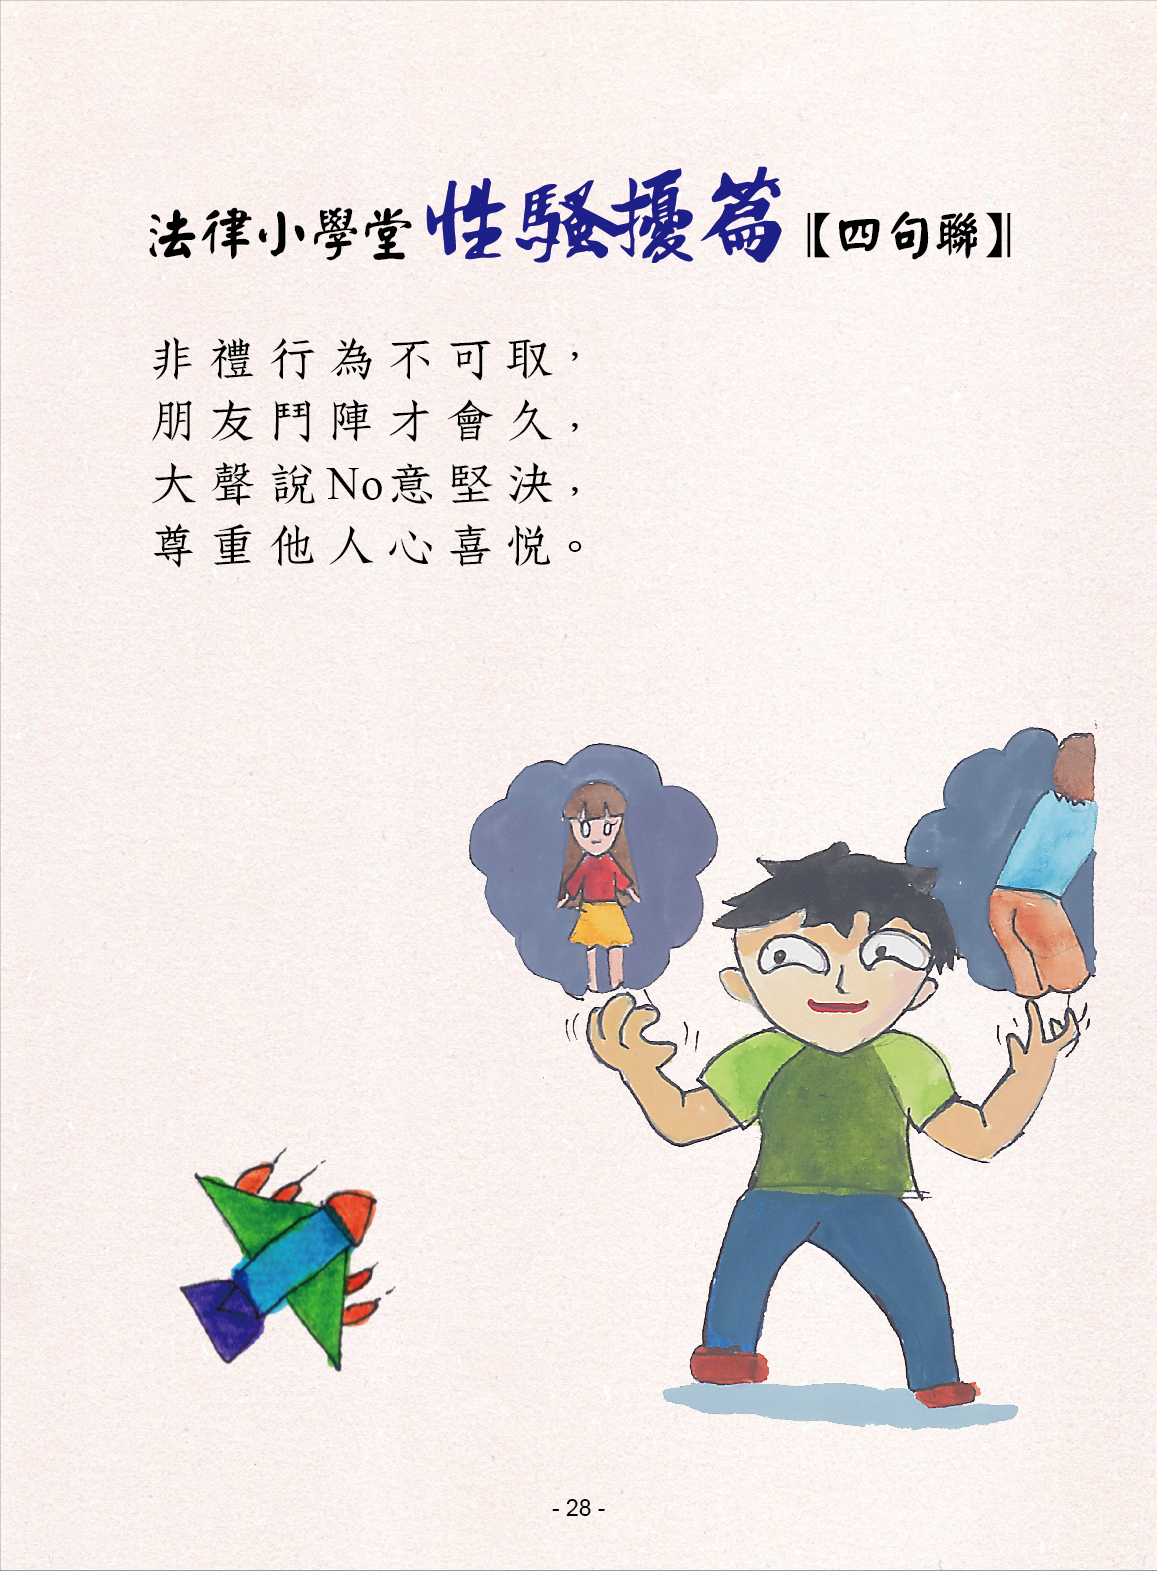 法律小學堂性騷擾篇【四句聯】
非禮行為不可取，
朋友鬥陣才會久，
大聲說No意堅決，
尊重他人心喜悅。
- 28 -